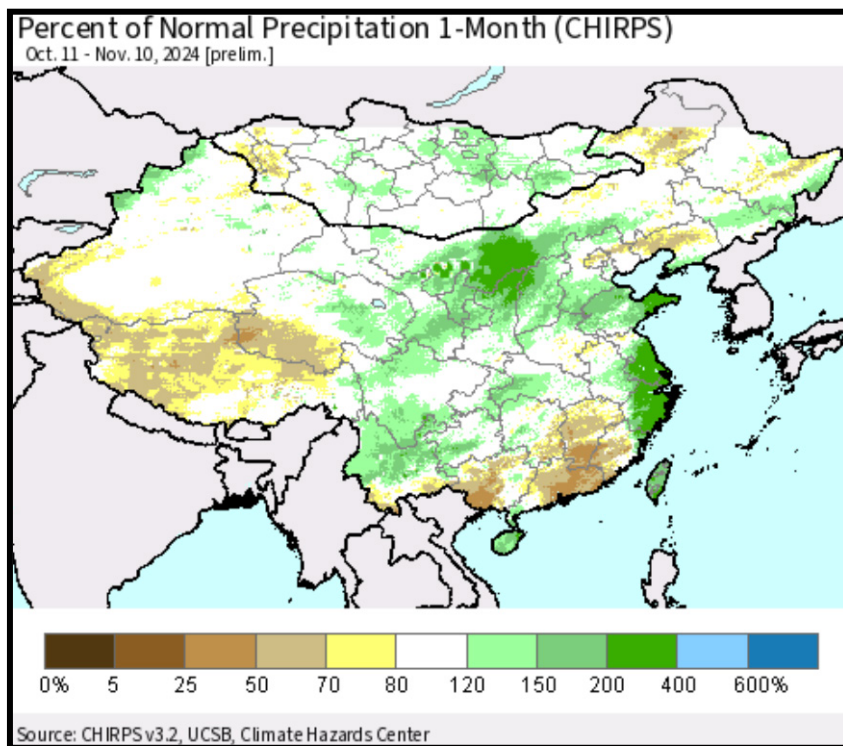 Percent of Normal Precipitation 1-Month (CHIRPS)
Oct. 11 - Nov. 10, 2024 [prelim.]
0% 5 25 50 70 80 120 150 200 400 600%
Source: CHIRPS v3.2, UCSB, Climate Hazards Center